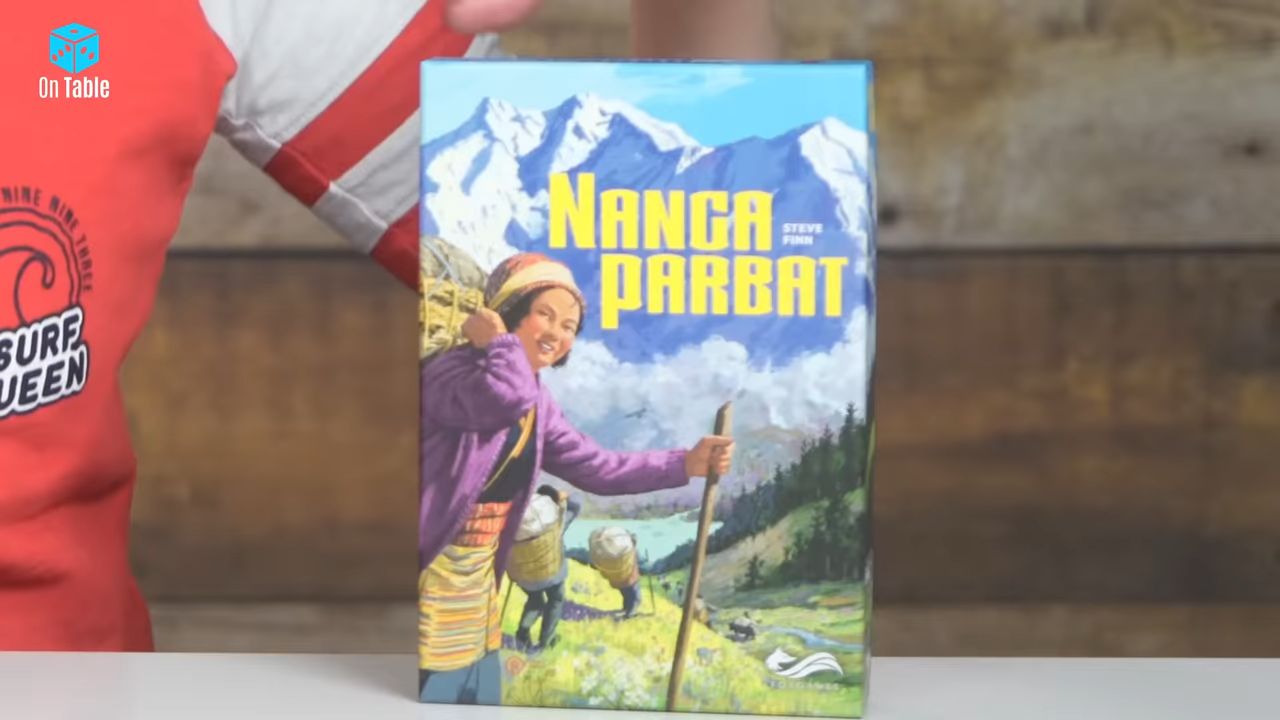 On Table
NINE NINE THREE
SURF
UEEN
NANGA
STEVE
FINN
PARBAT